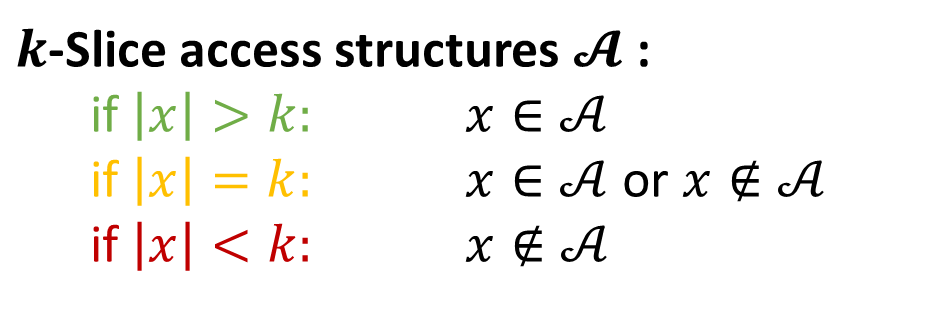 k-Slice access structures 𝒜 :
if |x| > k: x ∈ 𝒜
if |x| = k: x ∈ 𝒜 or x ∉ 𝒜
if |x| < k: x ∉ 𝒜